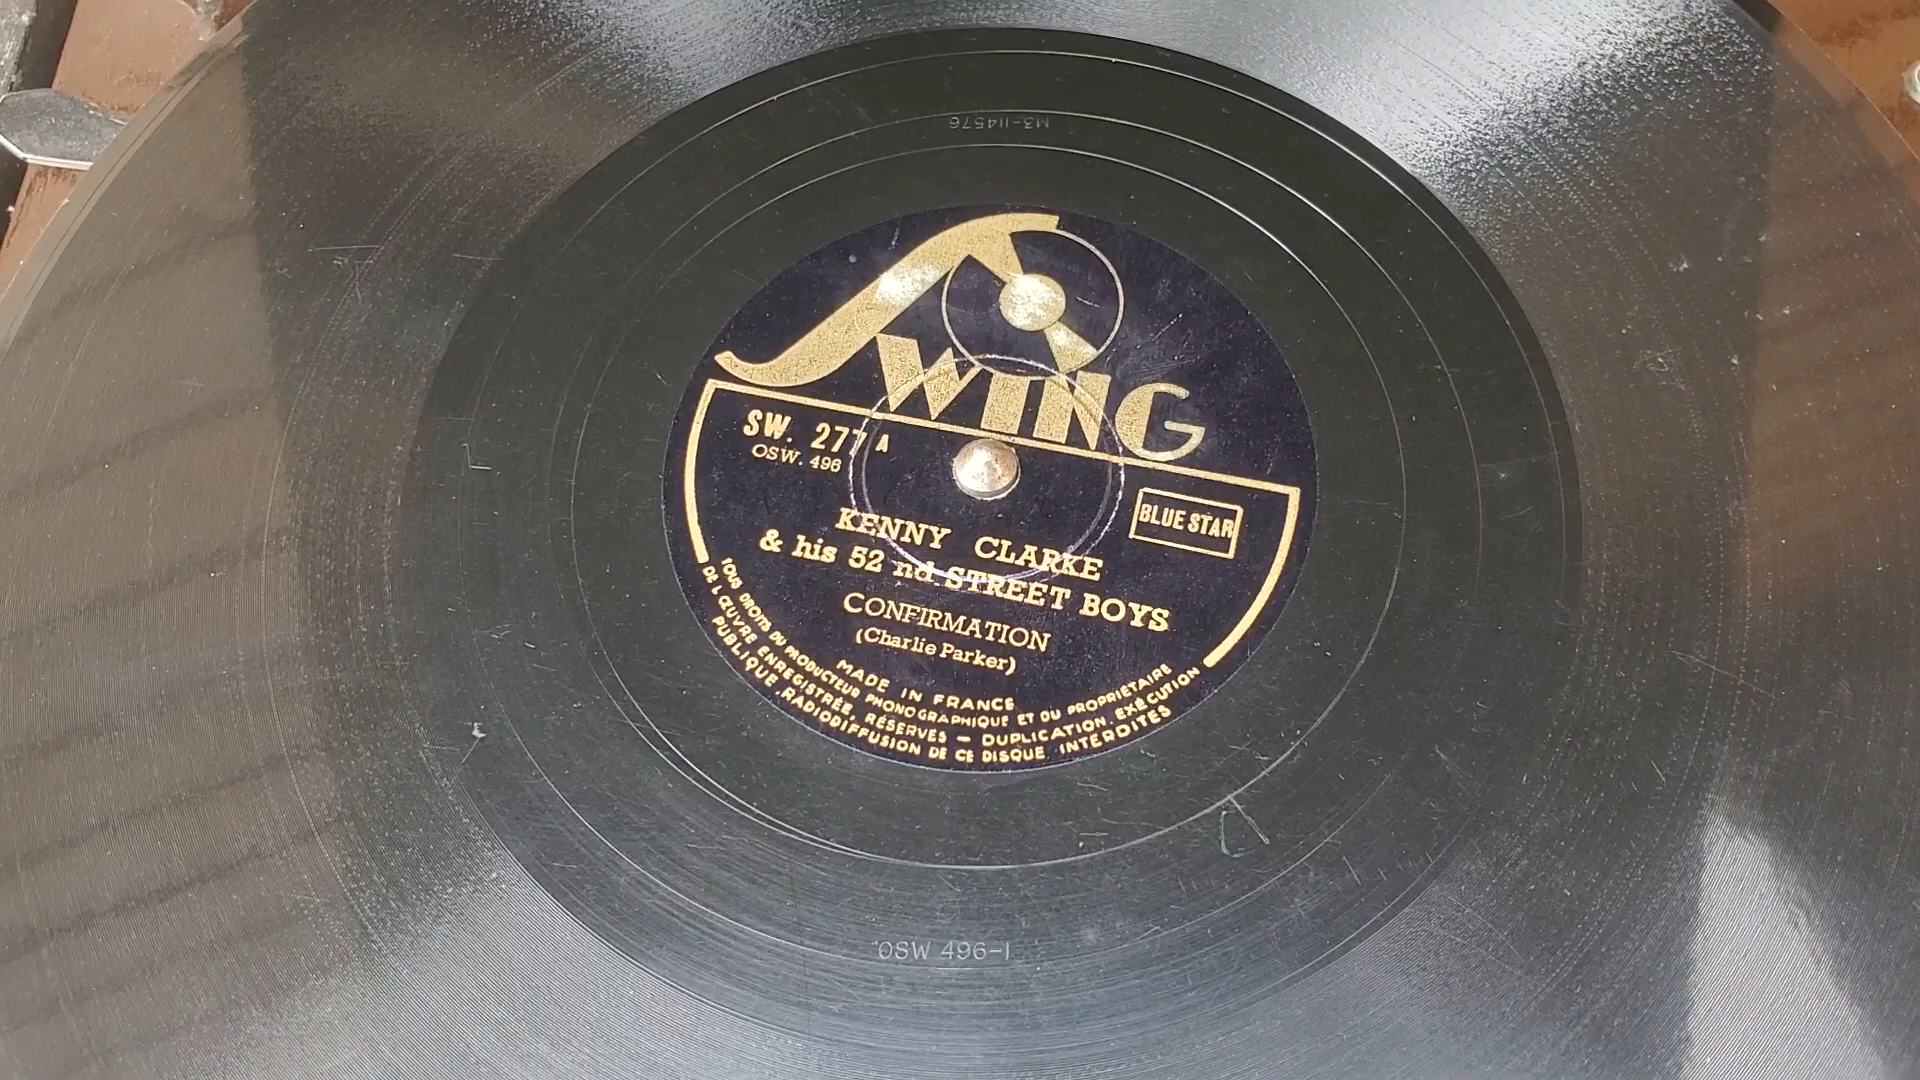 M3-114576
SWING
SW. 277 A
OSW. 496
BLUE STAR
KENNY CLARKE
& his 52 nd STREET BOYS
CONFIRMATION
(Charlie Parker)
MADE IN FRANCE
TOUS DROITS DU PRODUCTEUR PHONOGRAPHIQUE ET DU PROPRIÉTAIRE
DE L'ŒUVRE ENREGISTRÉE RÉSERVÉS - DUPLICATION, EXÉCUTION
PUBLIQUE, RADIODIFFUSION DE CE DISQUE INTERDITES
OSW 496-1